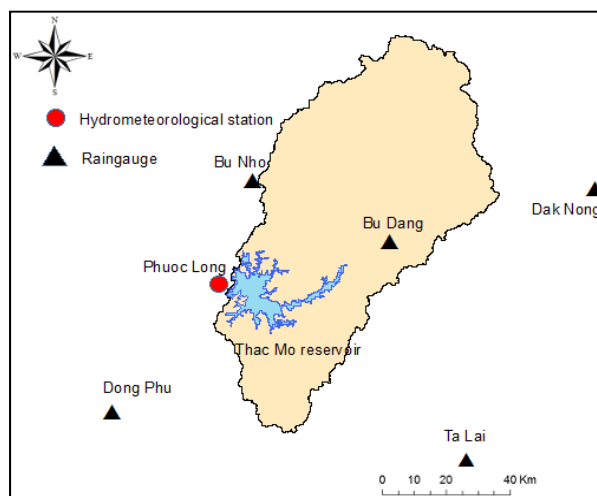 N
W E
S
Hydrometeorological station
Raingauge
Bu Nho
Dak Nong
Bu Dang
Phuoc Long
Thac Mo reservoir
Dong Phu
Ta Lai
0 10 20 40 Km